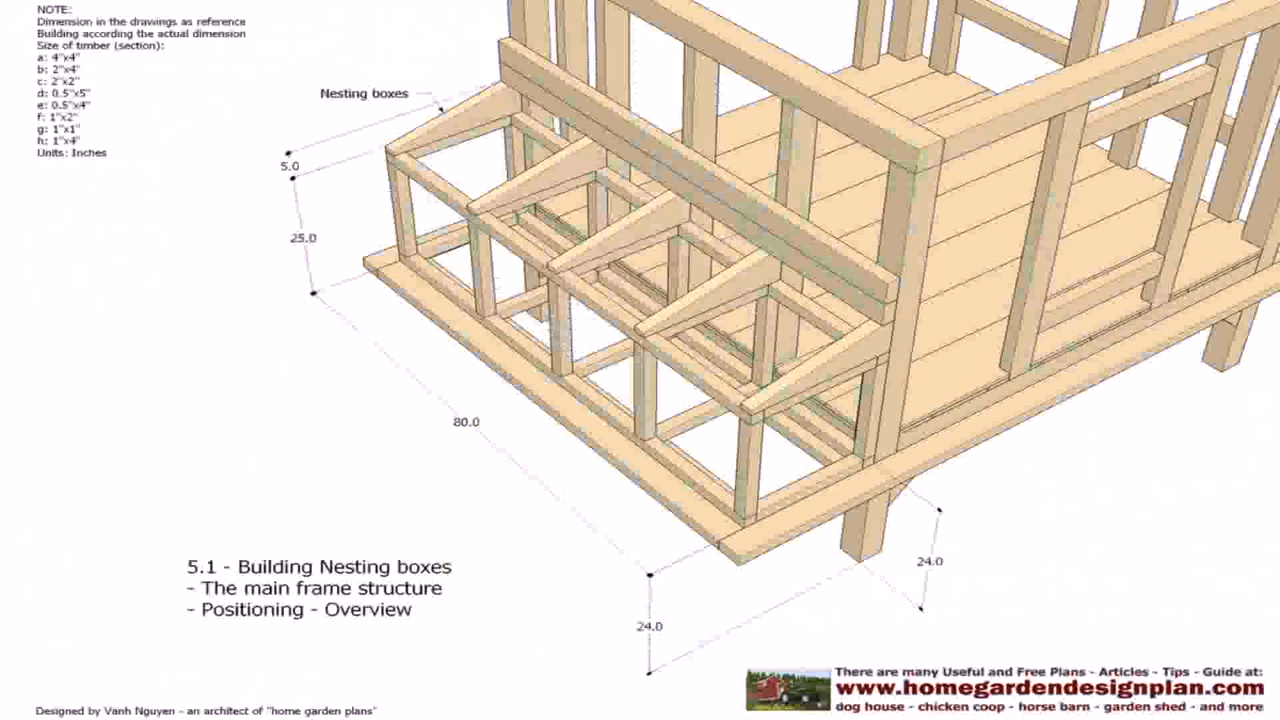 NOTE:
Dimension in the drawings as reference
Building according the actual dimension
Size of timber (section):
a: 4"x4"
b: 2"x4"
c: 2"x2"
d: 0.5"x5"
e: 0.5"x4"
f: 1"x2"
g: 1"x1"
h: 1"x4"
Units: Inches
Nesting boxes
5.0
25.0
80.0
24.0
24.0
5.1 - Building Nesting boxes
- The main frame structure
- Positioning - Overview
There are many Useful and Free Plans - Articles - Tips - Guide at:
www.homegardendesignplan.com
dog house - chicken coop - horse barn - garden shed - and more
Designed by Vanh Nguyen - an architect of "home garden plans"